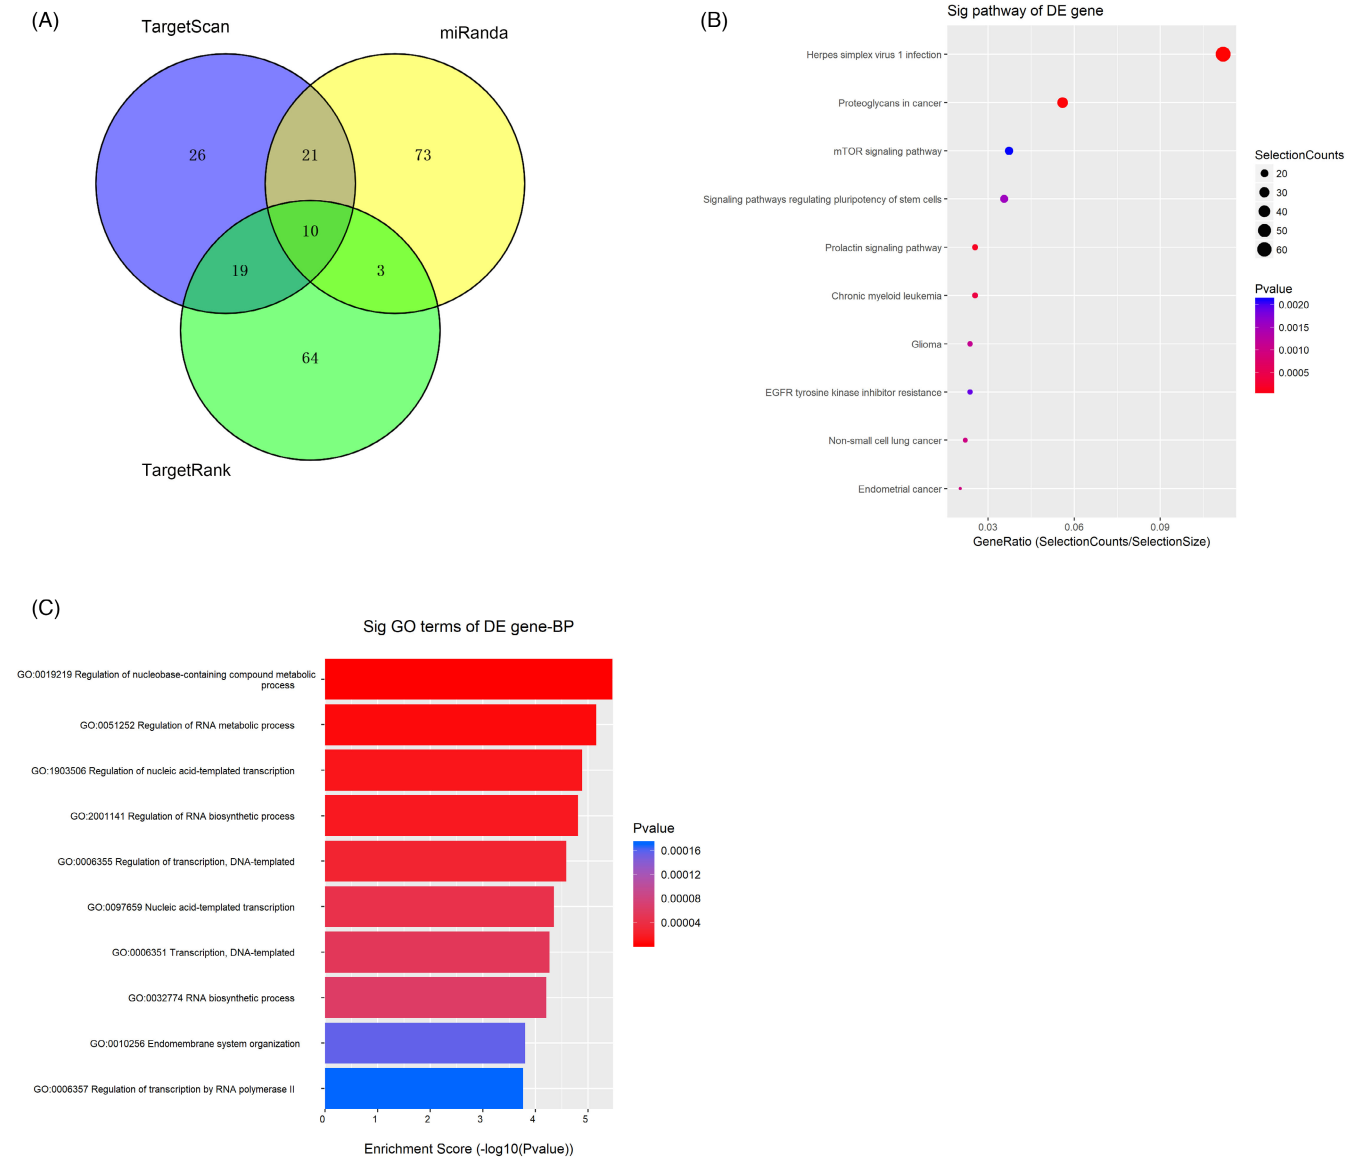 (A)
TargetScan
miRanda
26
21
73
10
19
3
64
TargetRank
(B)
Sig pathway of DE gene
Herpes simplex virus 1 infection
Proteoglycans in cancer
mTOR signaling pathway
Signaling pathways regulating pluripotency of stem cells
Prolactin signaling pathway
Chronic myeloid leukemia
Glioma
EGFR tyrosine kinase inhibitor resistance
Non-small cell lung cancer
Endometrial cancer
0.03 0.06 0.09
GeneRatio (SelectionCounts/SelectionSize)
SelectionCounts
20
30
40
50
60
Pvalue
0.0020
0.0015
0.0010
0.0005
(C)
Sig GO terms of DE gene-BP
GO:0019219 Regulation of nucleobase-containing compound metabolic
process
GO:0051252 Regulation of RNA metabolic process
GO:1903506 Regulation of nucleic acid-templated transcription
GO:2001141 Regulation of RNA biosynthetic process
GO:0006355 Regulation of transcription, DNA-templated
GO:0097659 Nucleic acid-templated transcription
GO:0006351 Transcription, DNA-templated
GO:0032774 RNA biosynthetic process
GO:0010256 Endomembrane system organization
GO:0006357 Regulation of transcription by RNA polymerase II
0 1 2 3 4 5
Enrichment Score (-log10(Pvalue))
Pvalue
0.00016
0.00012
0.00008
0.00004